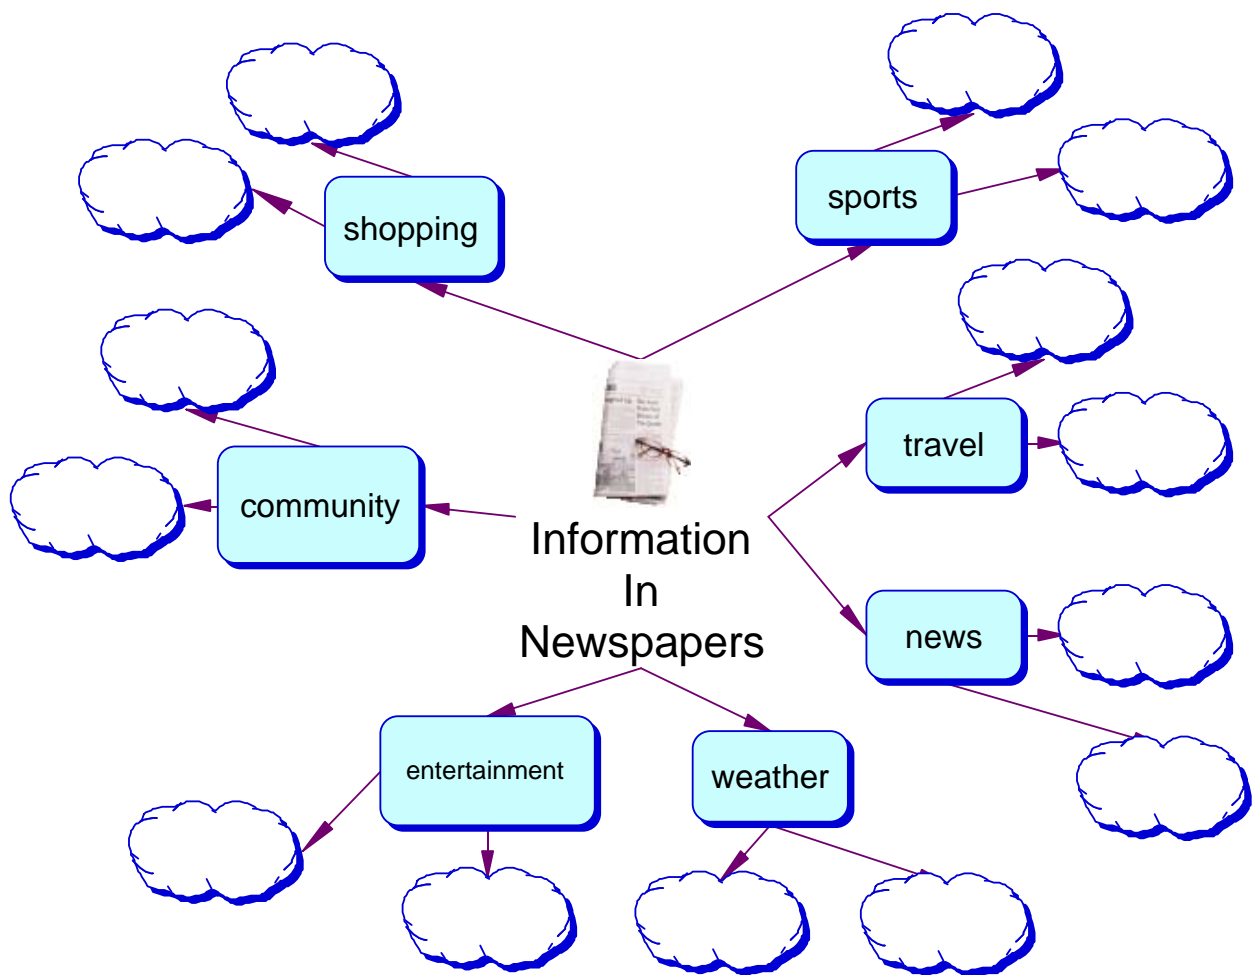 sports
shopping
travel
community
Information
In
Newspapers
news
entertainment
weather